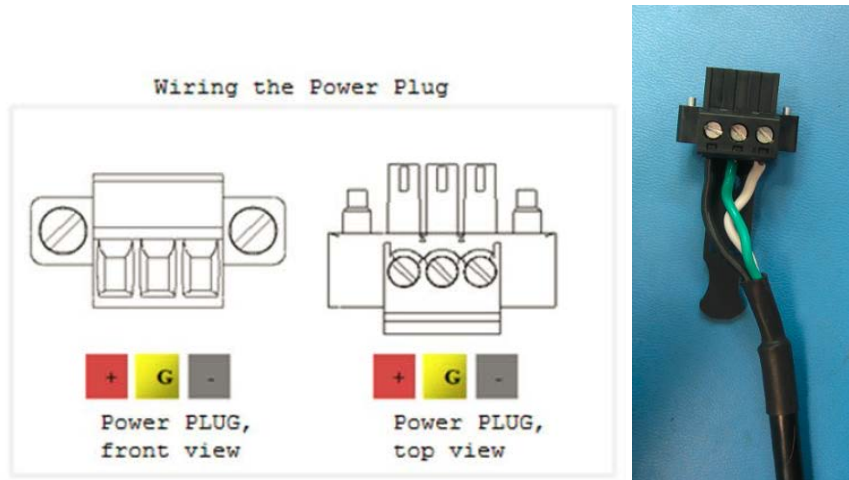 Wiring the Power Plug
+ G -
+ G -
Power PLUG,
front view
Power PLUG,
top view